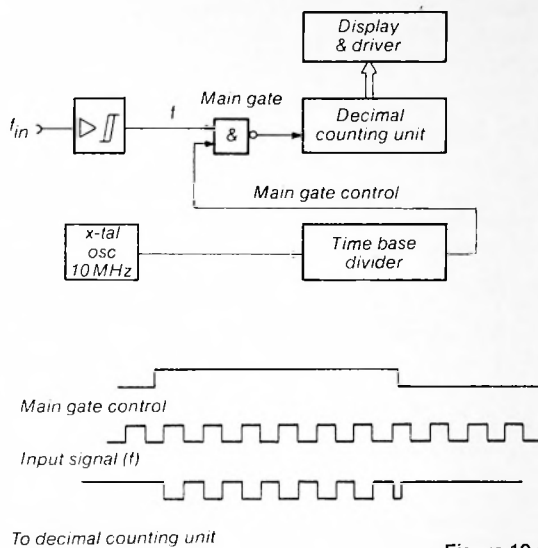 Display
& driver
Main gate
f
f_in
&
Decimal
counting unit
Main gate control
x-tal
osc
10 MHz
Time base
divider
Main gate control
Input signal (f)
To decimal counting unit